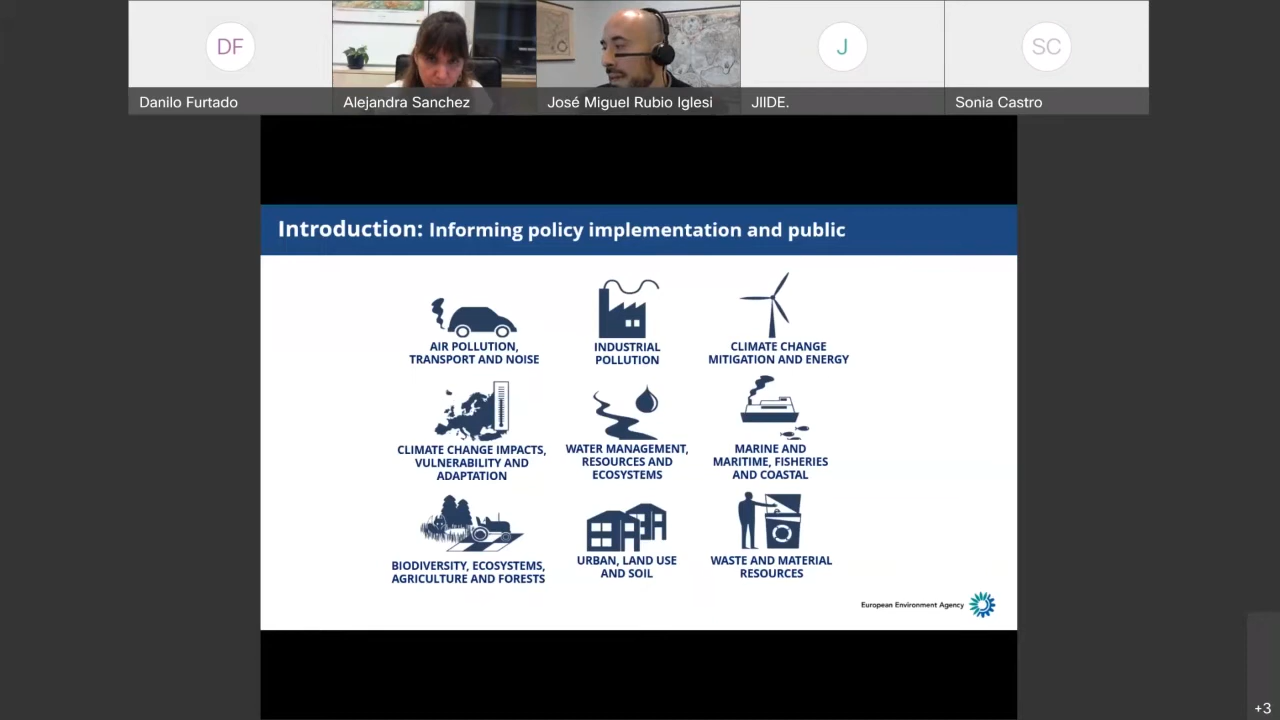 DF
J
SC
Danilo Furtado
Alejandra Sanchez
José Miguel Rubio Iglesi
JIIDE.
Sonia Castro
Introduction: Informing policy implementation and public
AIR POLLUTION,
TRANSPORT AND NOISE
INDUSTRIAL
POLLUTION
CLIMATE CHANGE
MITIGATION AND ENERGY
CLIMATE CHANGE IMPACTS,
VULNERABILITY AND
ADAPTATION
WATER MANAGEMENT,
RESOURCES AND
ECOSYSTEMS
MARINE AND
MARITIME, FISHERIES
AND COASTAL
BIODIVERSITY, ECOSYSTEMS,
AGRICULTURE AND FORESTS
URBAN, LAND USE
AND SOIL
WASTE AND MATERIAL
RESOURCES
European Environment Agency
+3